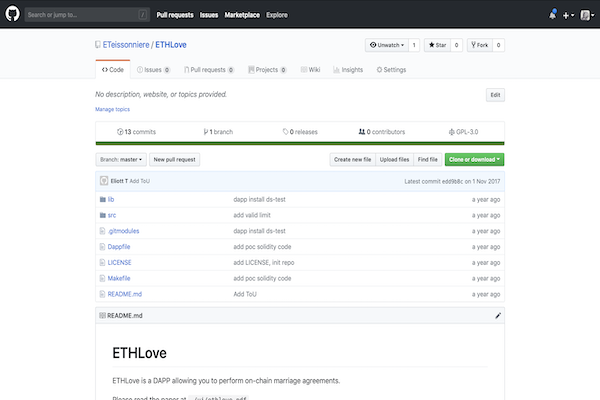 Search or jump to... / Pull requests Issues Marketplace Explore
ETeissonniere / ETHLove Unwatch 1 Star 0 Fork 0
Code Issues 0 Pull requests 0 Projects 0 Wiki Insights Settings
No description, website, or topics provided. Edit
Manage topics
13 commits 1 branch 0 releases 0 contributors GPL-3.0
Branch: master New pull request Create new file Upload files Find file Clone or download
Eliott T Add ToU Latest commit edd9b8c on 1 Nov 2017
lib dapp install ds-test a year ago
src add valid limit a year ago
.gitmodules dapp install ds-test a year ago
Dappfile add poc solidity code a year ago
LICENSE add LICENSE, init repo a year ago
Makefile add poc solidity code a year ago
README.md Add ToU a year ago
README.md
ETHLove
ETHLove is a DAPP allowing you to perform on-chain marriage agreements.
Please read the paper at